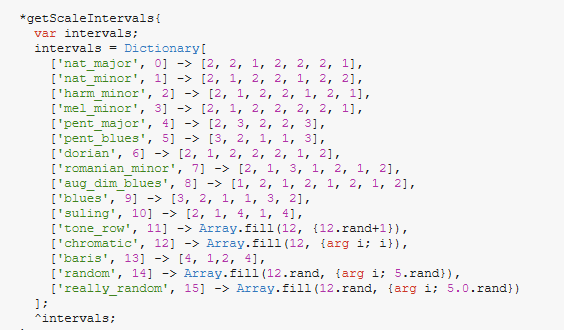 *getScaleIntervals{
var intervals;
intervals = Dictionary[
['nat_major', 0] -> [2, 2, 1, 2, 2, 2, 1],
['nat_minor', 1] -> [2, 1, 2, 2, 1, 2, 2],
['harm_minor', 2] -> [2, 1, 2, 2, 1, 2, 1],
['mel_minor', 3] -> [2, 1, 2, 2, 2, 2, 1],
['pent_major', 4] -> [2, 3, 2, 2, 3],
['pent_blues', 5] -> [3, 2, 1, 1, 3],
['dorian', 6] -> [2, 1, 2, 2, 2, 1, 2],
['romanian_minor', 7] -> [2, 1, 3, 1, 2, 1, 2],
['aug_dim_blues', 8] -> [1, 2, 1, 2, 1, 2, 1, 2],
['blues', 9] -> [3, 2, 1, 1, 3, 2],
['suling', 10] -> [2, 1, 4, 1, 4],
['tone_row', 11] -> Array.fill(12, {12.rand+1}),
['chromatic', 12] -> Array.fill(12, {arg i; i}),
['baris', 13] -> [4, 1,2, 4],
['random', 14] -> Array.fill(12.rand, {arg i; 5.rand}),
['really_random', 15] -> Array.fill(12.rand, {arg i; 5.0.rand})
];
^intervals;